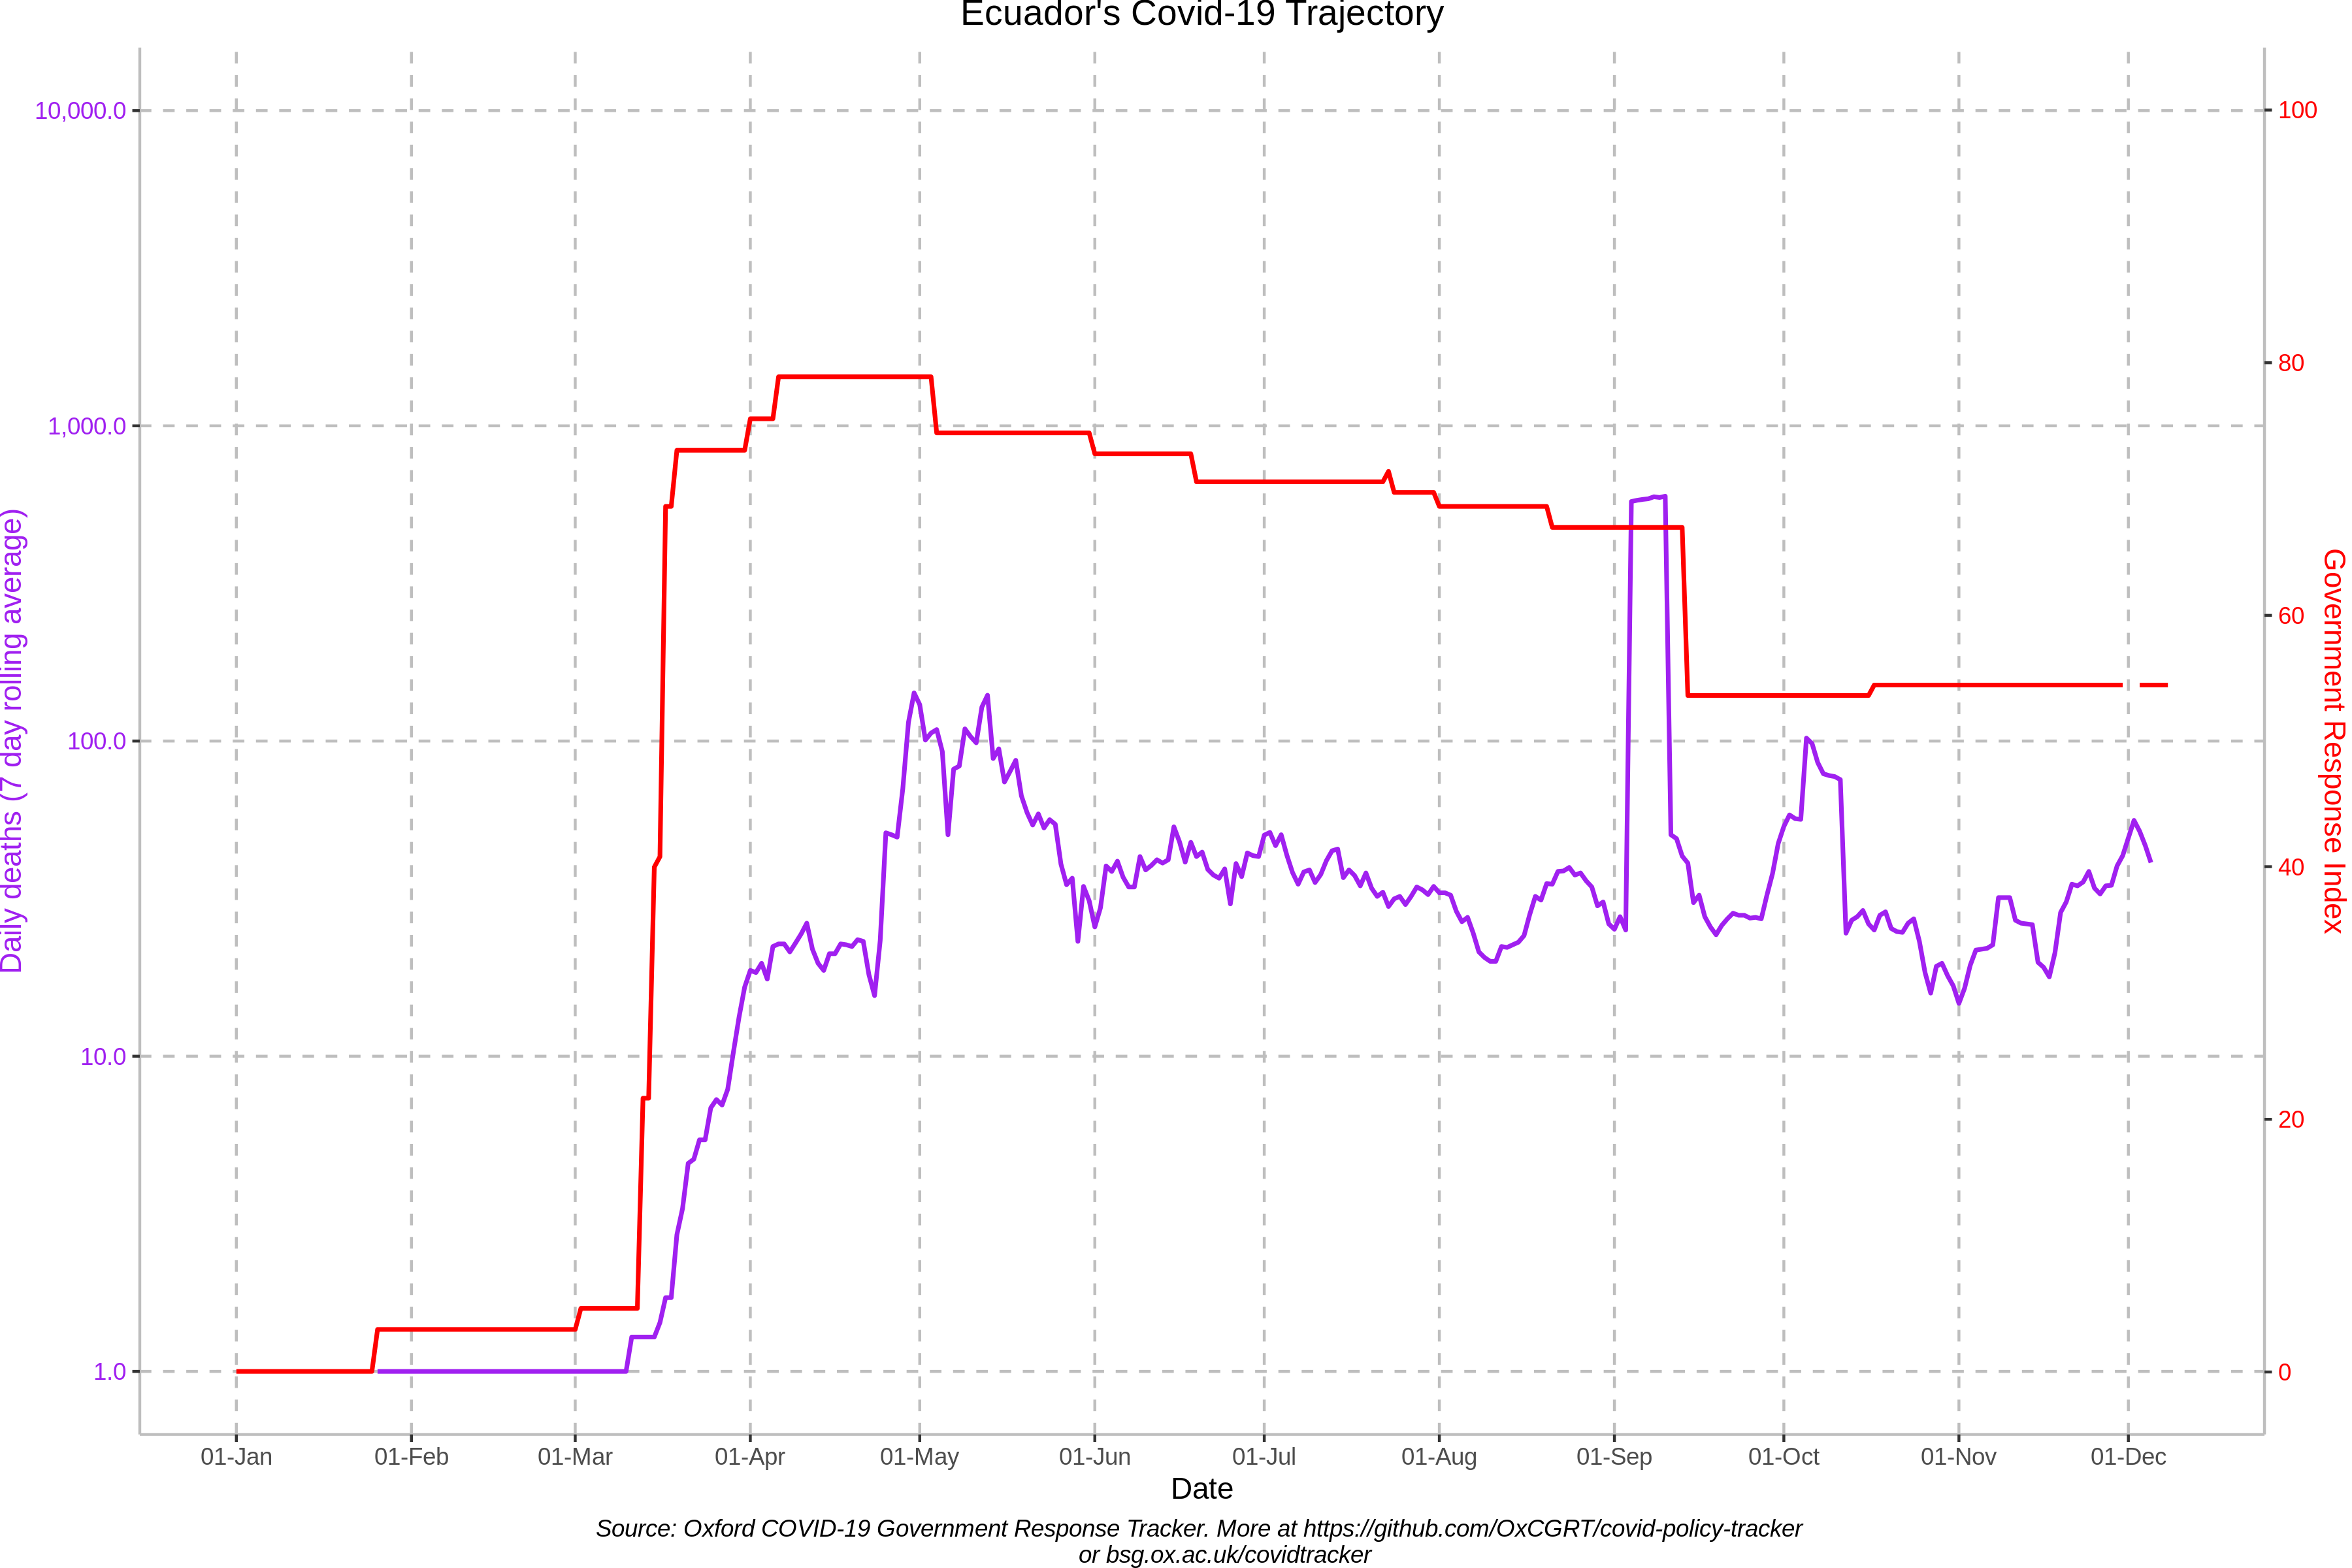 Ecuador's Covid-19 Trajectory
Daily deaths (7 day rolling average)
10,000.0
1,000.0
100.0
10.0
1.0
100
80
60
40
20
0
Government Response Index
01-Jan
01-Feb
01-Mar
01-Apr
01-May
01-Jun
01-Jul
01-Aug
01-Sep
01-Oct
01-Nov
01-Dec
Date
Source: Oxford COVID-19 Government Response Tracker. More at https://github.com/OxCGRT/covid-policy-tracker
or bsg.ox.ac.uk/covidtracker